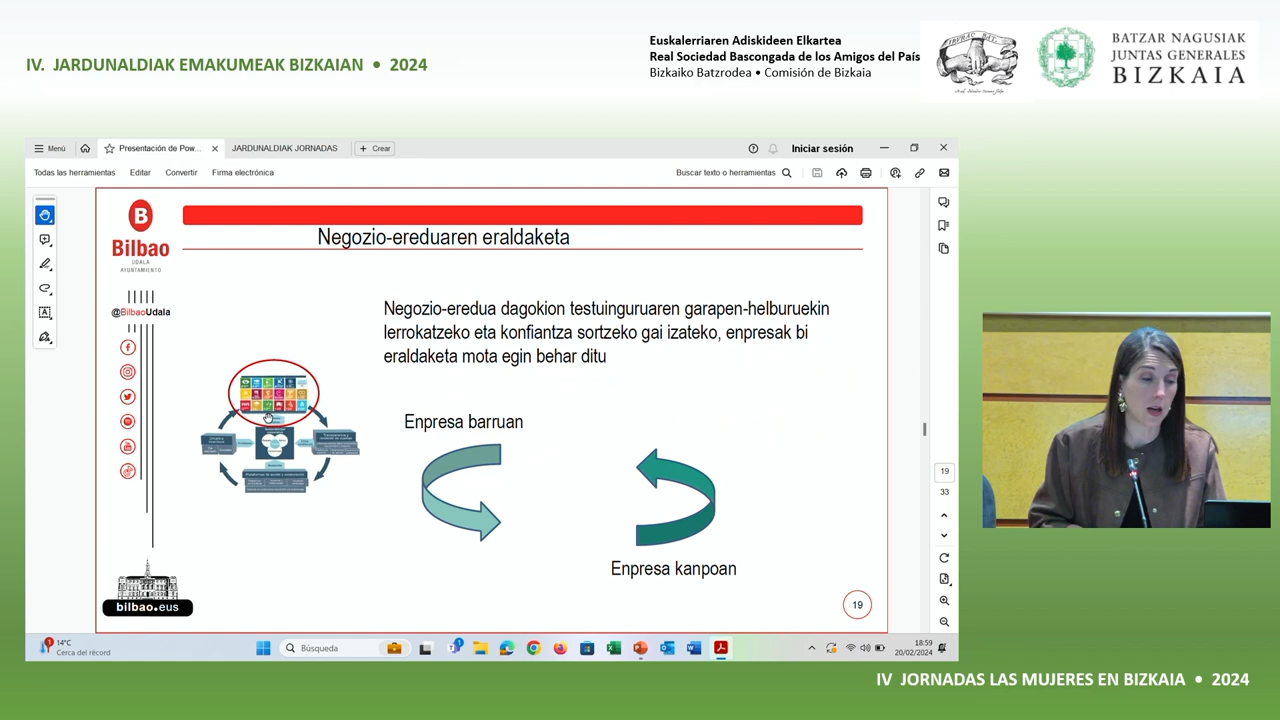 IV. JARDUNALDIAK EMAKUMEAK BIZKAIAN • 2024
Euskalerriaren Adiskideen Elkartea
Real Sociedad Bascongada de los Amigos del País
Bizkaiko Batzrodea • Comisión de Bizkaia
BATZAR NAGUSIAK
JUNTAS GENERALES
BIZKAIA
Menú
Presentación de Pow...
JARDUNALDIAK JORNADAS
Crear
Iniciar sesión
Todas las herramientas
Editar
Convertir
Firma electrónica
Buscar texto o herramientas
B
Bilbao
UDALA
AYUNTAMIENTO
@BilbaoUdala
Negozio-ereduaren eraldaketa
Negozio-eredua dagokion testuinguruaren garapen-helburuekin
lerrokatzeko eta konfiantza sortzeko gai izateko, enpresak bi
eraldaketa mota egin behar ditu
Enpresa barruan
Enpresa kanpoan
bilbao.eus
19
19
33
1
14°C
Cerca del récord
Búsqueda
1
18:59
20/02/2024
IV JORNADAS LAS MUJERES EN BIZKAIA • 2024